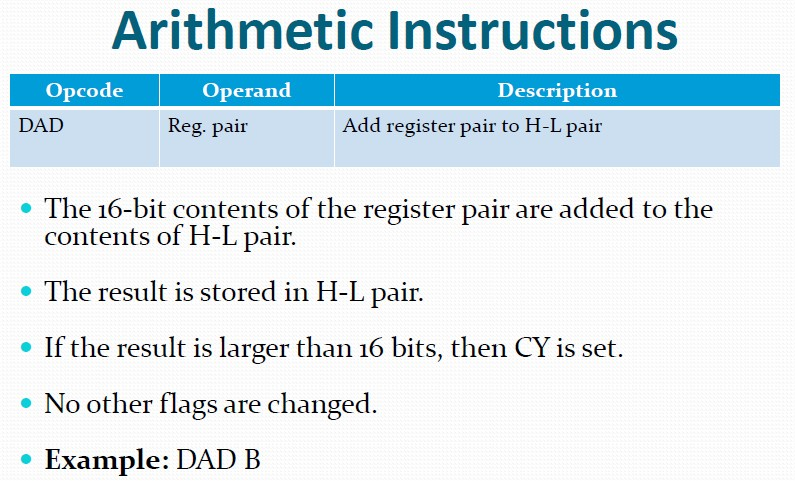 Arithmetic Instructions
Opcode Operand Description
DAD Reg. pair Add register pair to H-L pair
• The 16-bit contents of the register pair are added to the
contents of H-L pair.
• The result is stored in H-L pair.
• If the result is larger than 16 bits, then CY is set.
• No other flags are changed.
• Example: DAD B